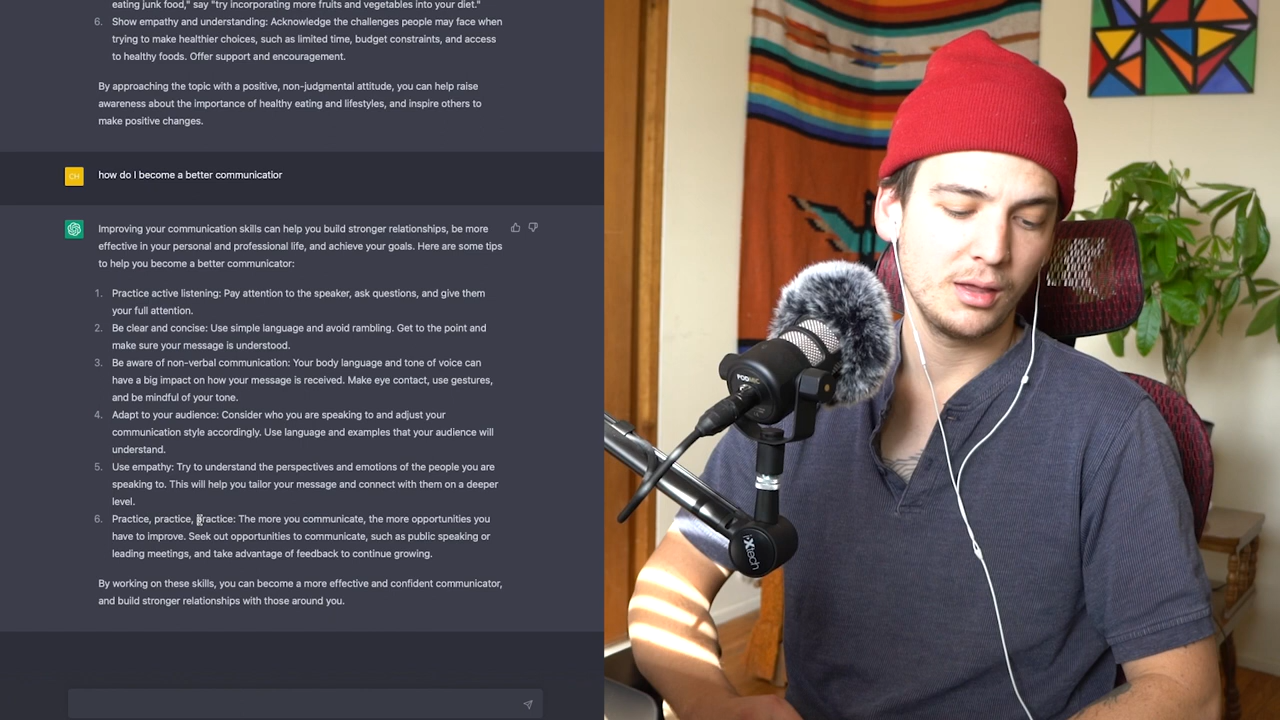 eating junk food," say "try incorporating more fruits and vegetables into your diet."
6. Show empathy and understanding: Acknowledge the challenges people may face when
trying to make healthier choices, such as limited time, budget constraints, and access
to healthy foods. Offer support and encouragement.
By approaching the topic with a positive, non-judgmental attitude, you can help raise
awareness about the importance of healthy eating and lifestyles, and inspire others to
make positive changes.
CH
how do I become a better communicatior
Improving your communication skills can help you build stronger relationships, be more
effective in your personal and professional life, and achieve your goals. Here are some tips
to help you become a better communicator:
1. Practice active listening: Pay attention to the speaker, ask questions, and give them
your full attention.
2. Be clear and concise: Use simple language and avoid rambling. Get to the point and
make sure your message is understood.
3. Be aware of non-verbal communication: Your body language and tone of voice can
have a big impact on how your message is received. Make eye contact, use gestures,
and be mindful of your tone.
4. Adapt to your audience: Consider who you are speaking to and adjust your
communication style accordingly. Use language and examples that your audience will
understand.
5. Use empathy: Try to understand the perspectives and emotions of the people you are
speaking to. This will help you tailor your message and connect with them on a deeper
level.
6. Practice, practice, practice: The more you communicate, the more opportunities you
have to improve. Seek out opportunities to communicate, such as public speaking or
leading meetings, and take advantage of feedback to continue growing.
By working on these skills, you can become a more effective and confident communicator,
and build stronger relationships with those around you.